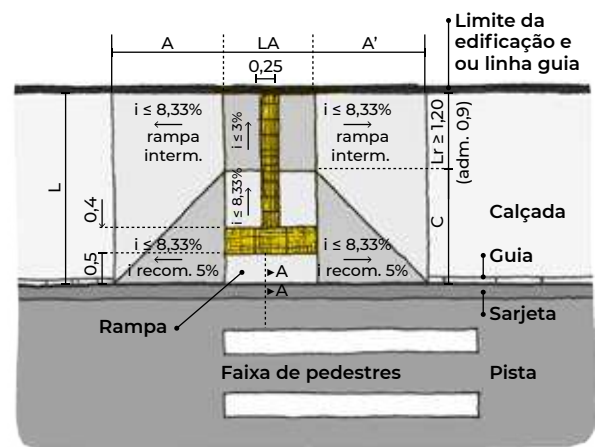 Limite da
edificação e
ou linha guia
A
LA
A'
0,25
i ≤ 8,33%
rampa
interm.
i ≤ 3%
i ≤ 8,33%
rampa
interm.
Lr ≥ 1,20
(adm. 0,9)
L
0,4
i ≤ 8,33%
C
Calçada
i ≤ 8,33%
i recom. 5%
i ≤ 8,33%
i recom. 5%
0,5
A
A
Guia
Sarjeta
Rampa
Faixa de pedestres
Pista